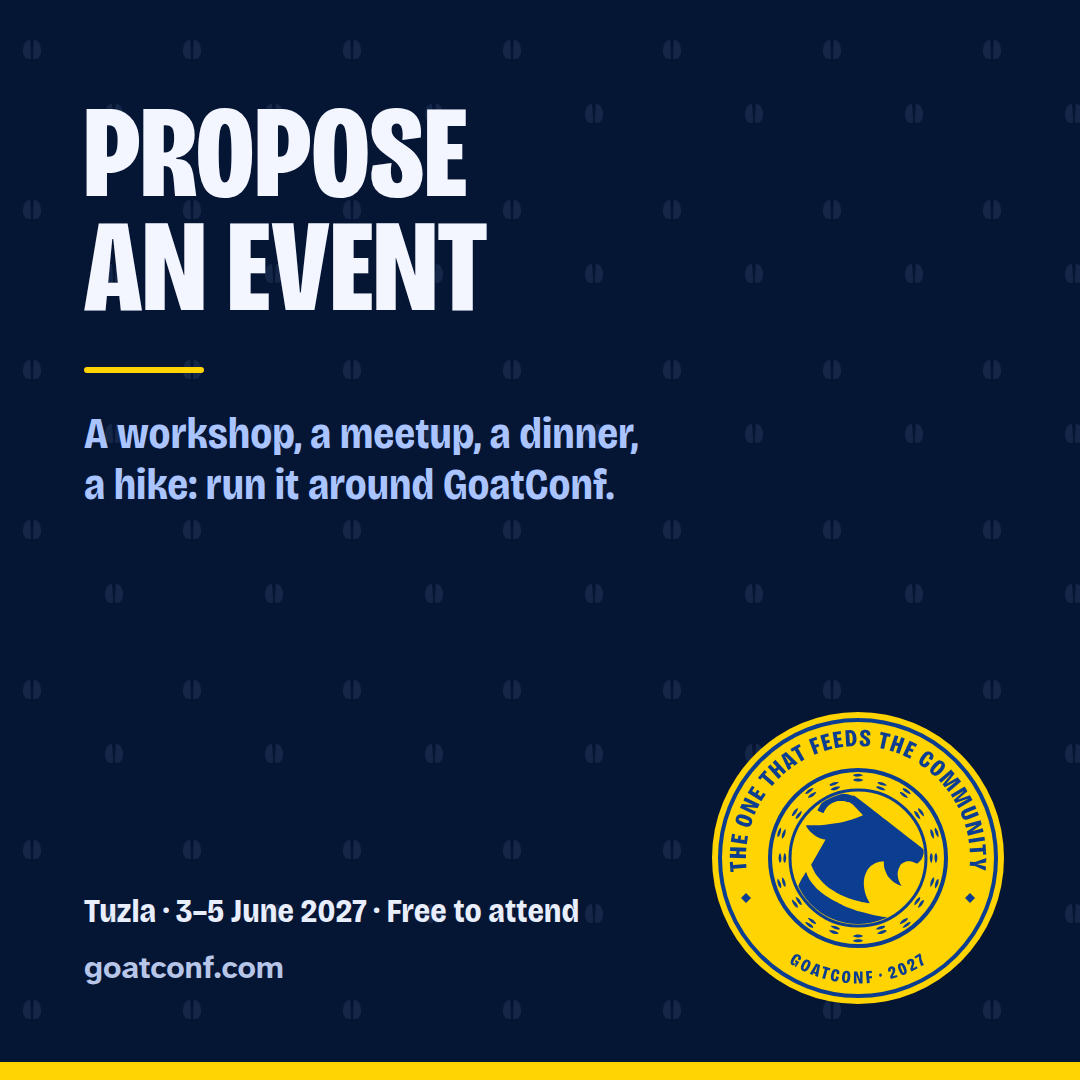 PROPOSE
AN EVENT
A workshop, a meetup, a dinner,
a hike: run it around GoatConf.
THE ONE THAT FEEDS THE COMMUNITY
GOATCONF · 2027
Tuzla · 3–5 June 2027 · Free to attend
goatconf.com